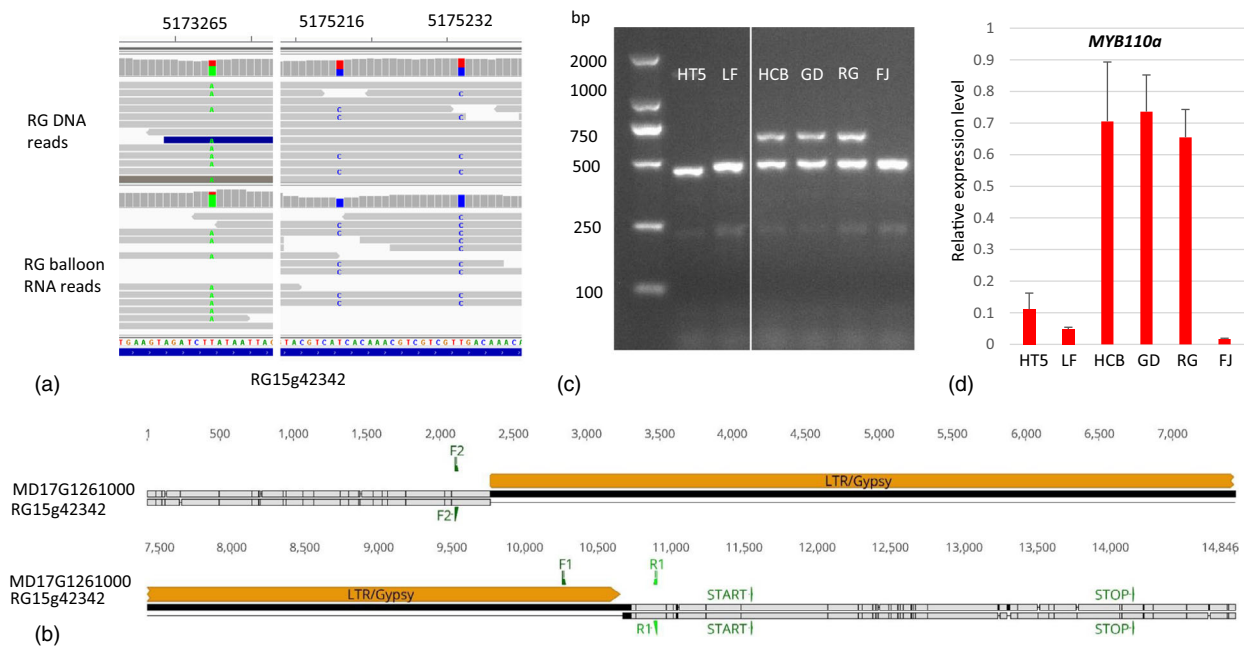 5173265 5175216 5175232
RG DNA reads
A C C
RG balloon RNA reads
A C C
TGAAGTAGATCTTATAATTAG TACGTCATCACAAACGTCGTCGTTGACAAACA
RG15g42342
(a)
bp
2000
1000
750
500
250
100
HT5 LF HCB GD RG FJ
(c)
MYB110a
Relative expression level
1
0.9
0.8
0.7
0.6
0.5
0.4
0.3
0.2
0.1
0
HT5 LF HCB GD RG FJ
(d)
1 500 1,000 1,500 2,000 2,500 3,000 3,500 4,000 4,500 5,000 5,500 6,000 6,500 7,000
F2
MD17G1261000 LTR/Gypsy
RG15g42342
F2
7,500 8,000 8,500 9,000 9,500 10,000 10,500 11,000 11,500 12,000 12,500 13,000 13,500 14,000 14,846
F1 R1
MD17G1261000 LTR/Gypsy START STOP
RG15g42342
R1 START STOP
(b)